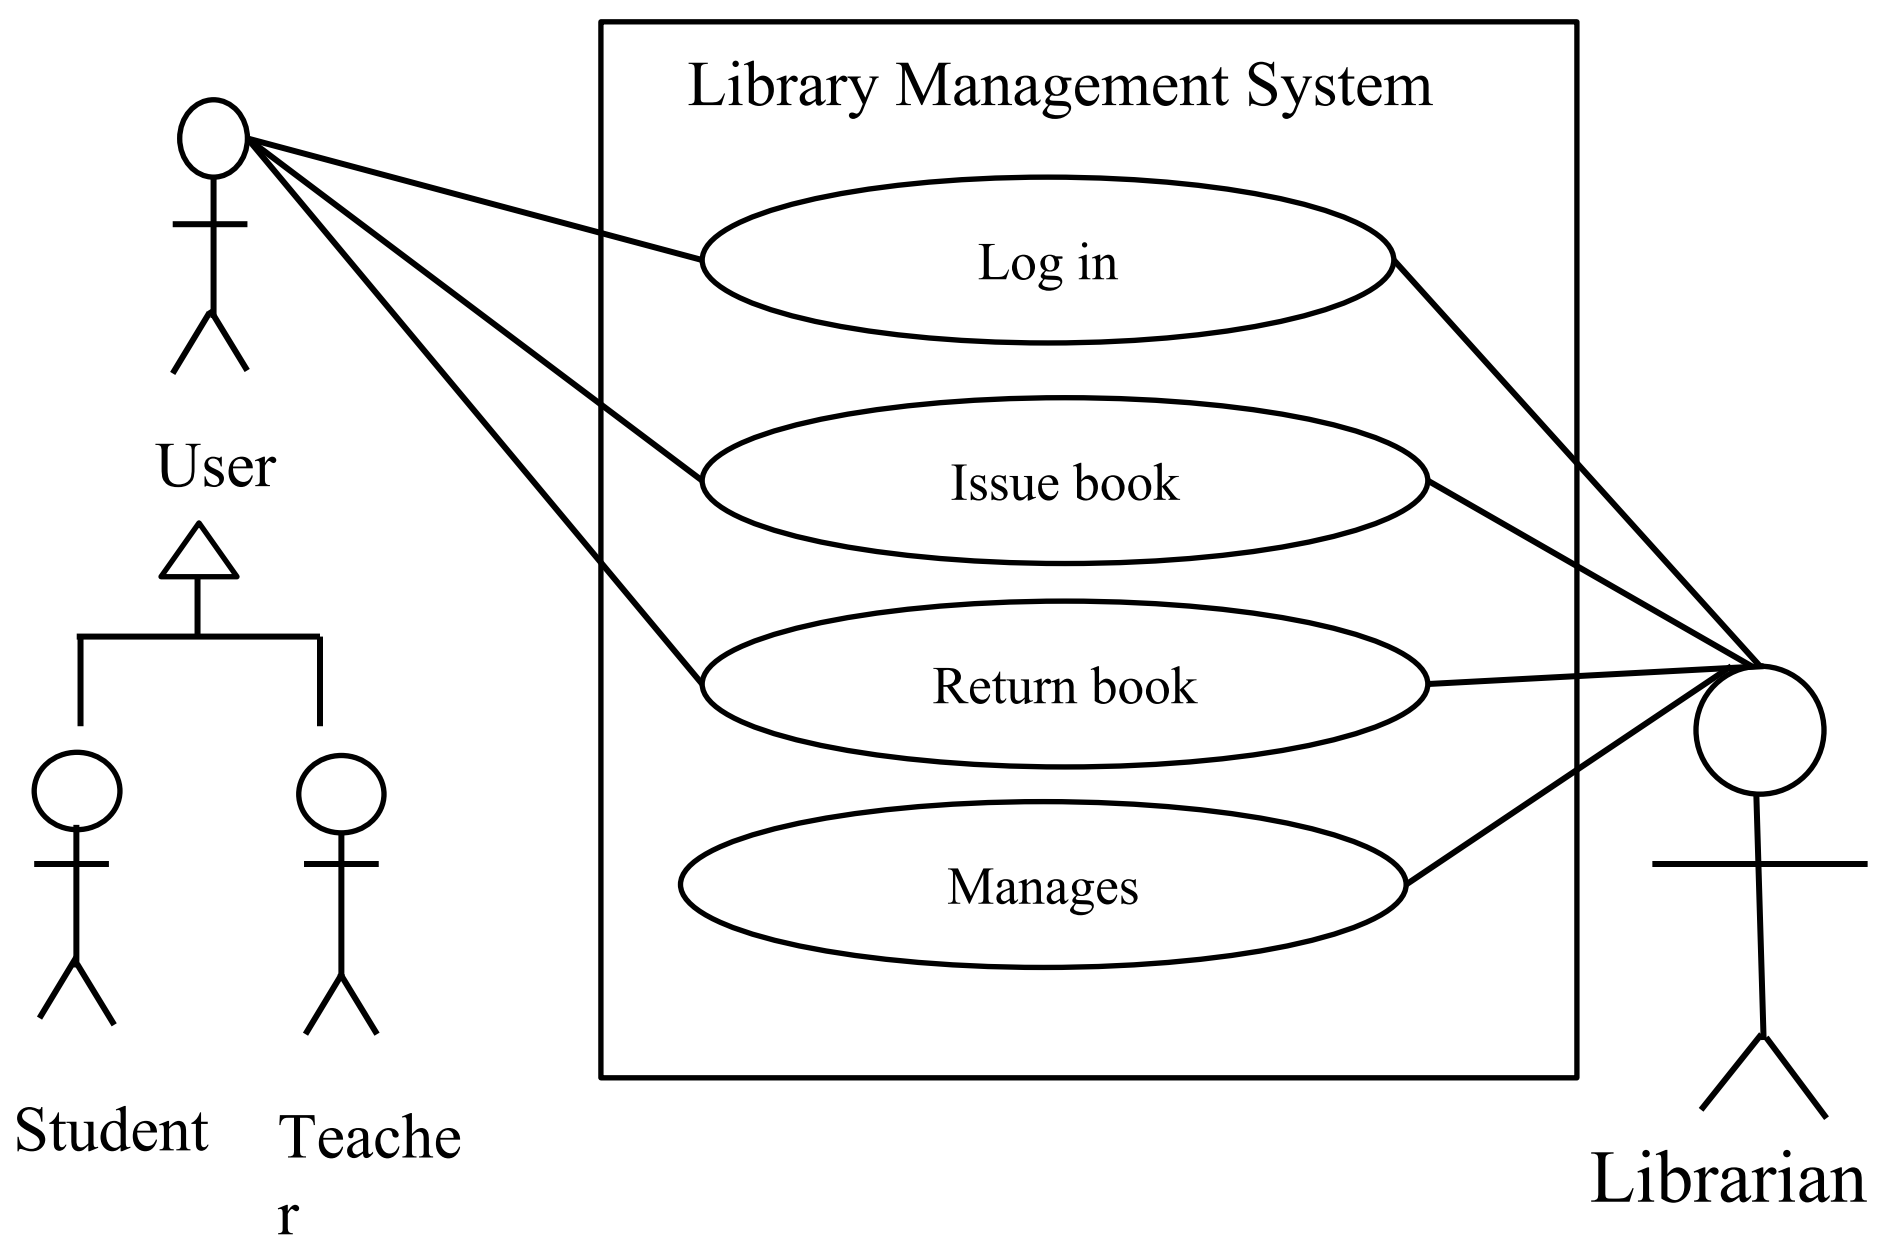 Library Management System
Log in
User
Issue book
Return book
Manages
Student
Teache
r
Librarian